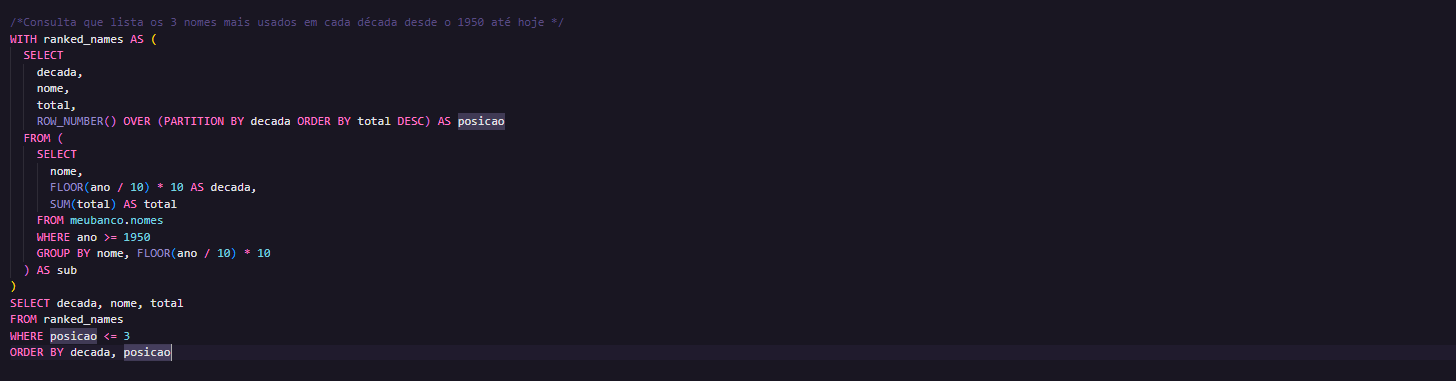 /*Consulta que lista os 3 nomes mais usados em cada década desde o 1950 até hoje */
WITH ranked_names AS (
SELECT
decada,
nome,
total,
ROW_NUMBER() OVER (PARTITION BY decada ORDER BY total DESC) AS posicao
FROM (
SELECT
nome,
FLOOR(ano / 10) * 10 AS decada,
SUM(total) AS total
FROM meubanco.nomes
WHERE ano >= 1950
GROUP BY nome, FLOOR(ano / 10) * 10
) AS sub
)
SELECT decada, nome, total
FROM ranked_names
WHERE posicao <= 3
ORDER BY decada, posicao